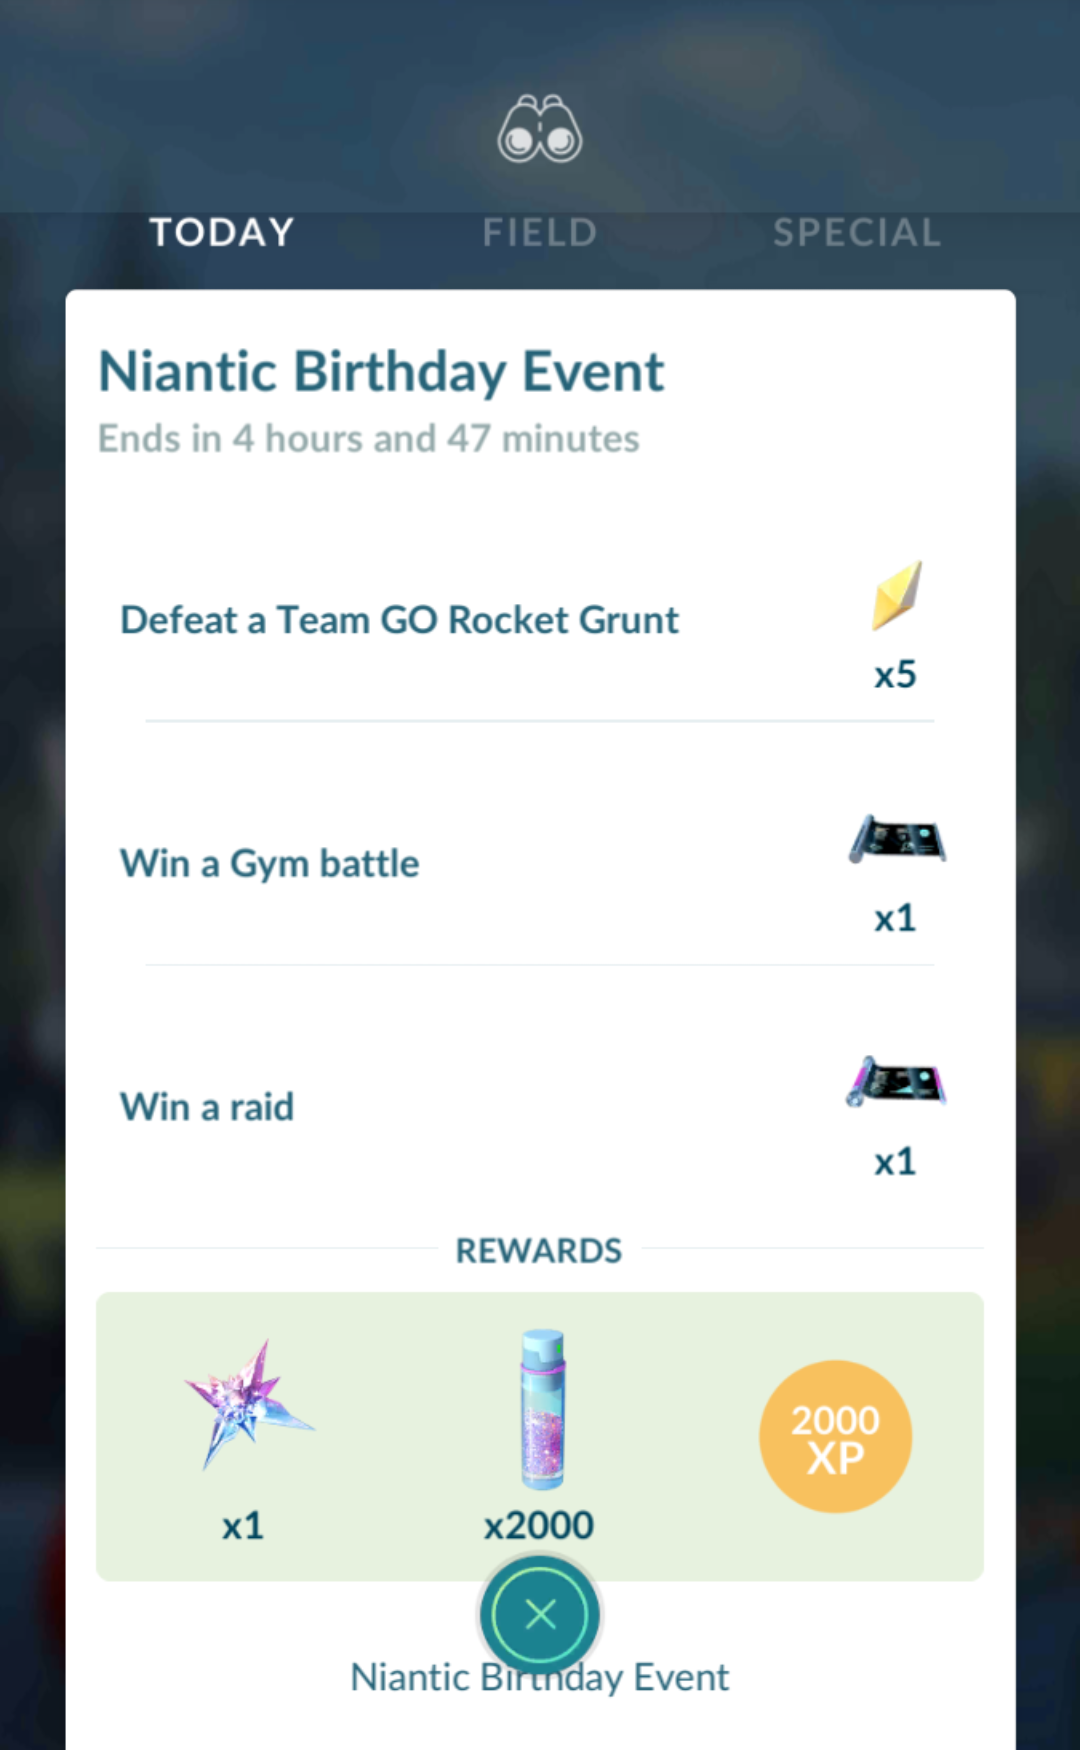 TODAY FIELD SPECIAL
Niantic Birthday Event
Ends in 4 hours and 47 minutes
Defeat a Team GO Rocket Grunt
x5
Win a Gym battle
x1
Win a raid
x1
REWARDS
2000
XP
x1 x2000
Niantic Birthday Event